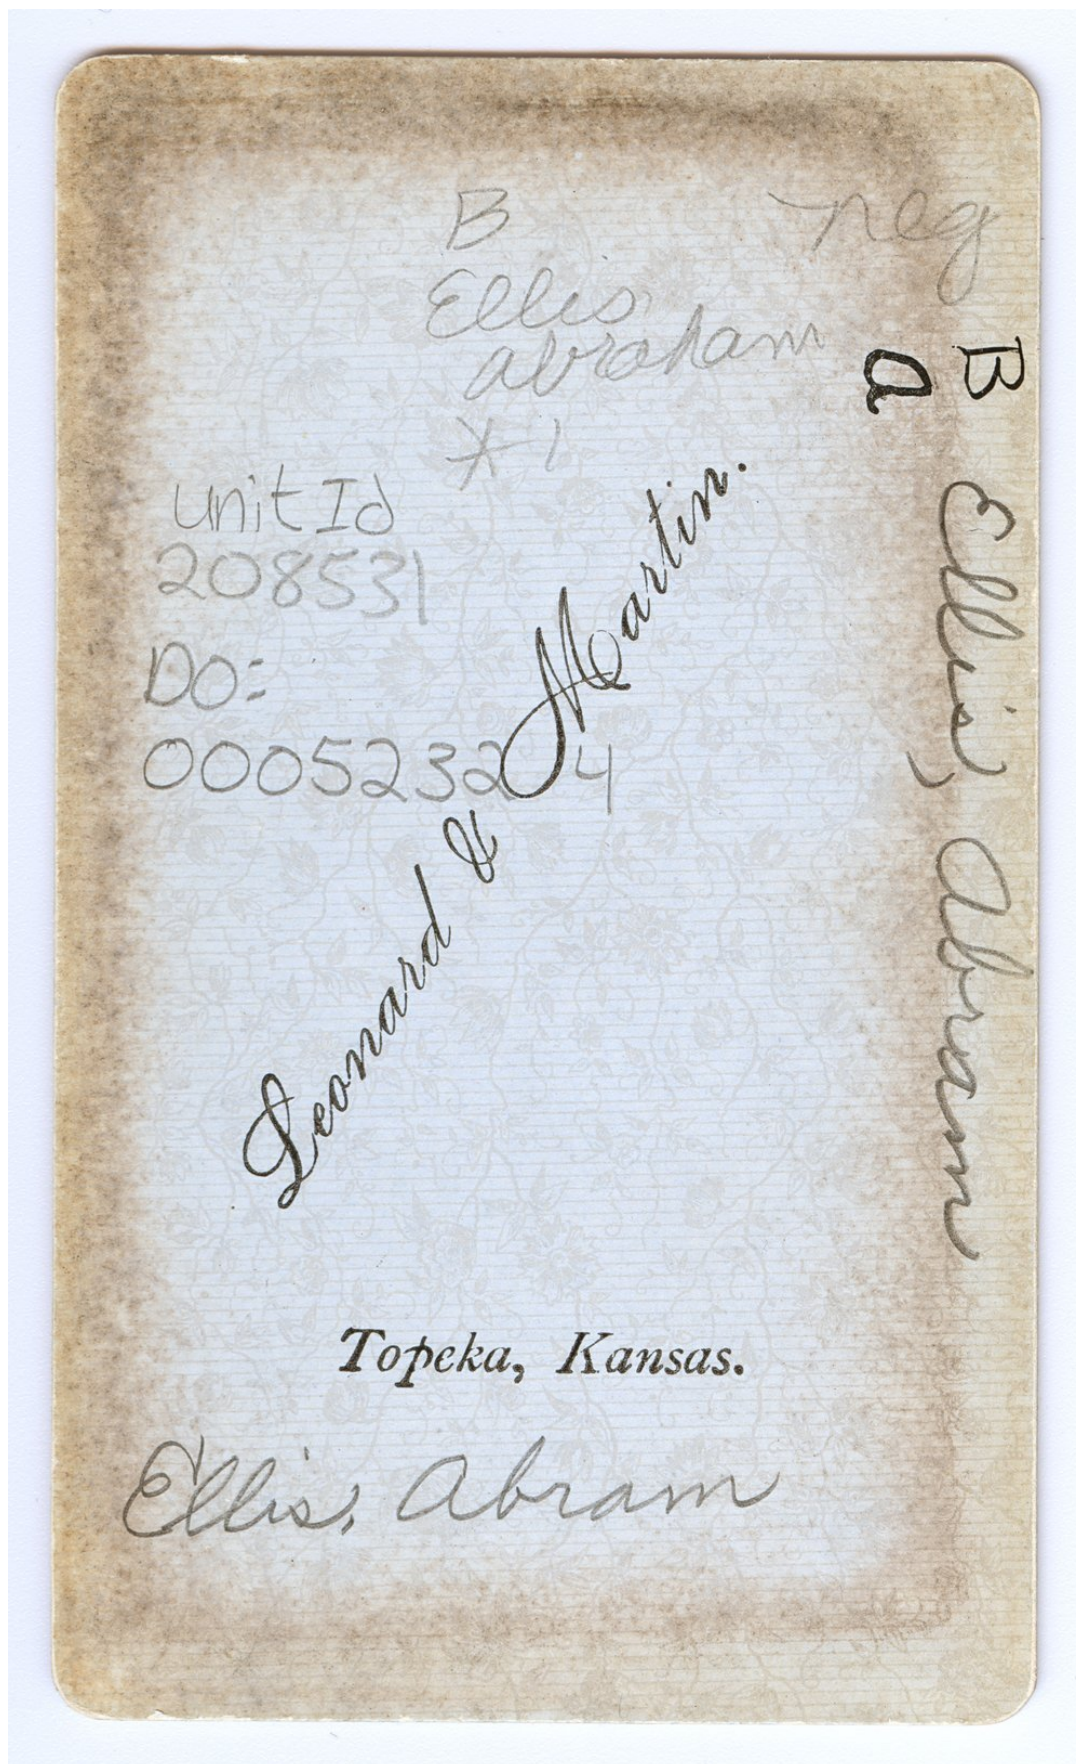 neg
B
Ellis,
abraham
* 1
B
a
Ellis, Abram
Unit Id
208531
DO:
00052324
Leonard & Martin.
Topeka, Kansas.
Ellis, Abram